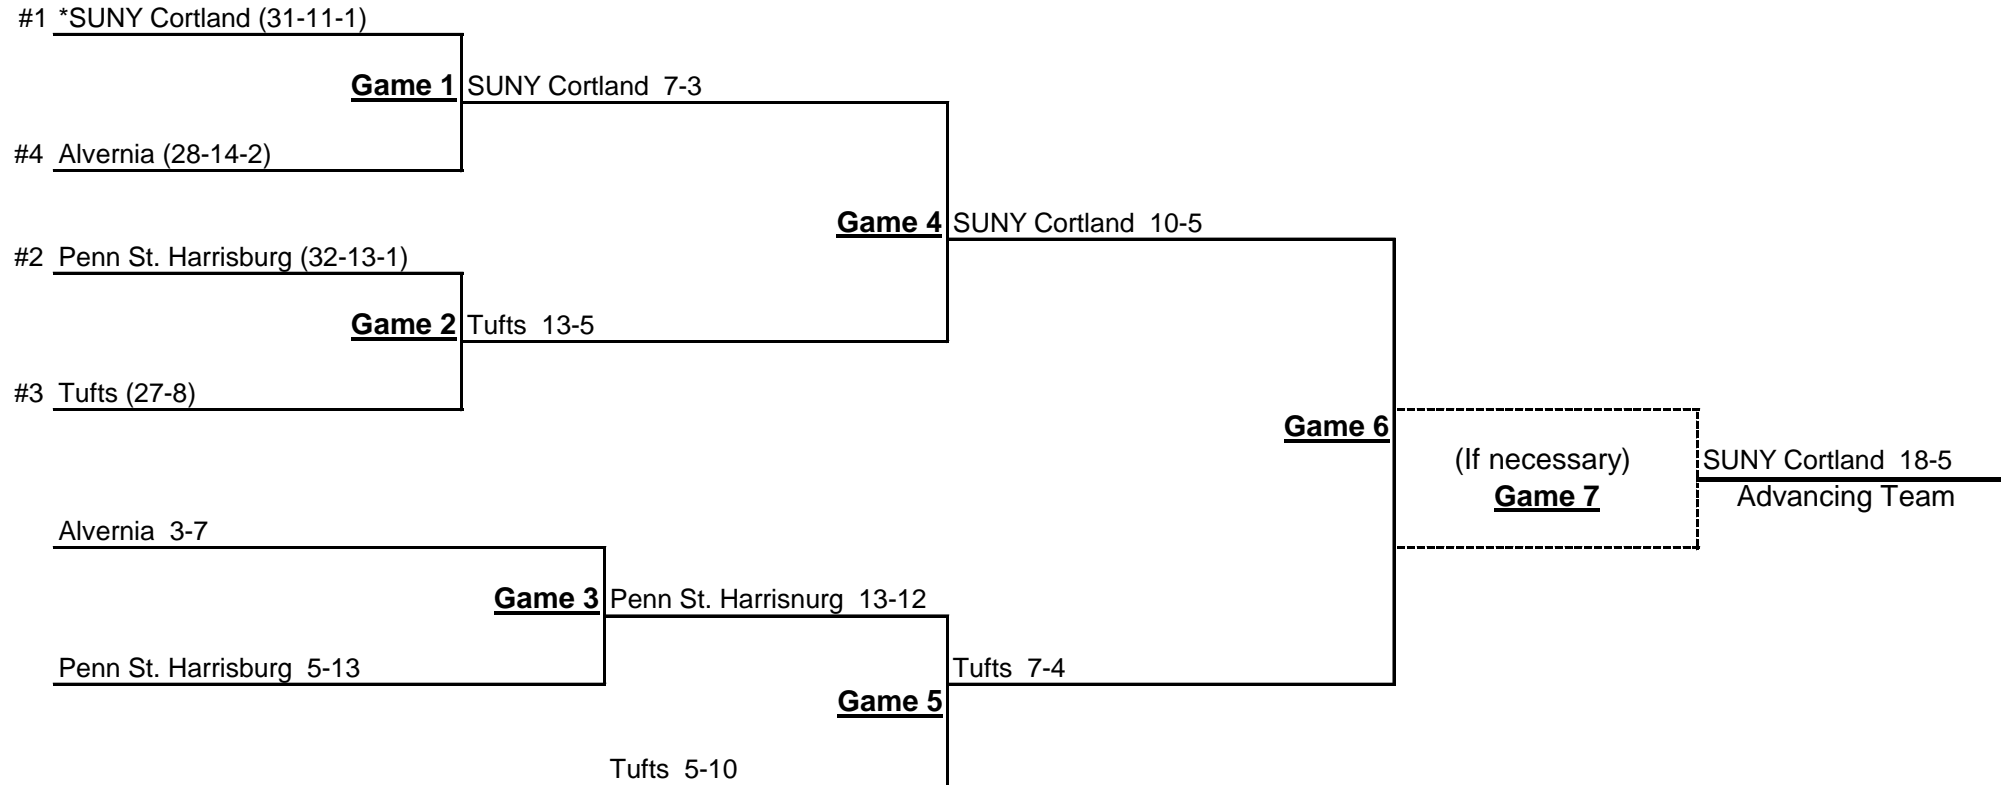 #1 *SUNY Cortland (31-11-1)
Game 1 SUNY Cortland 7-3
#4 Alvernia (28-14-2)
Game 4 SUNY Cortland 10-5
#2 Penn St. Harrisburg (32-13-1)
Game 2 Tufts 13-5
#3 Tufts (27-8)
Game 6
(If necessary)
Game 7
SUNY Cortland 18-5
Advancing Team
Alvernia 3-7
Game 3 Penn St. Harrisnurg 13-12
Penn St. Harrisburg 5-13
Tufts 7-4
Game 5
Tufts 5-10